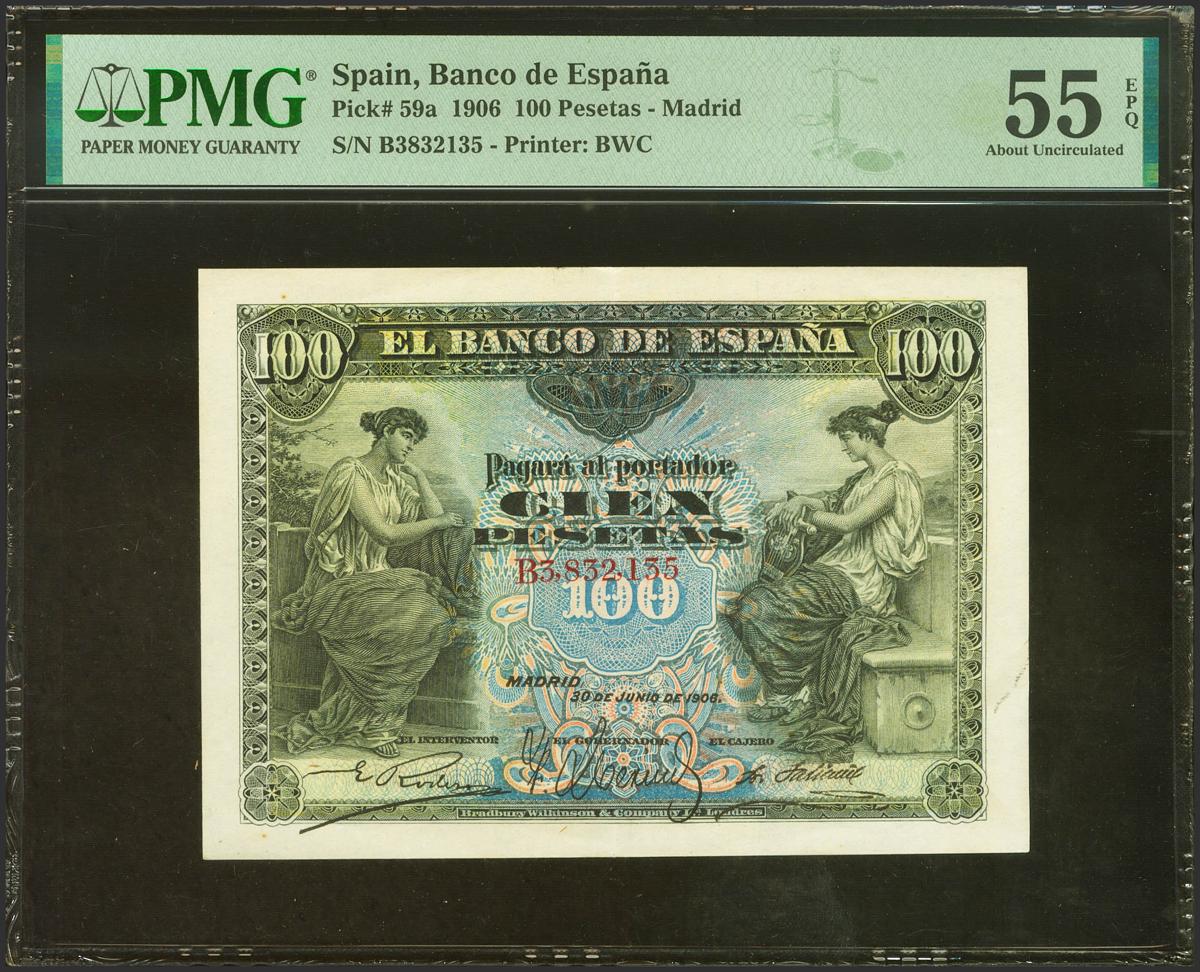 PMG®
PAPER MONEY GUARANTY
Spain, Banco de España
Pick# 59a 1906 100 Pesetas - Madrid
S/N B3832135 - Printer: BWC
55
EPQ
About Uncirculated
100
EL BANCO DE ESPAÑA
100
Pagará al portador
CIEN
PESETAS
B3,832,135
100
MADRID
30 DE JUNIO DE 1906.
EL INTERVENTOR
EL GOBERNADOR
EL CAJERO
Bradbury Wilkinson & Company Ld. Londres